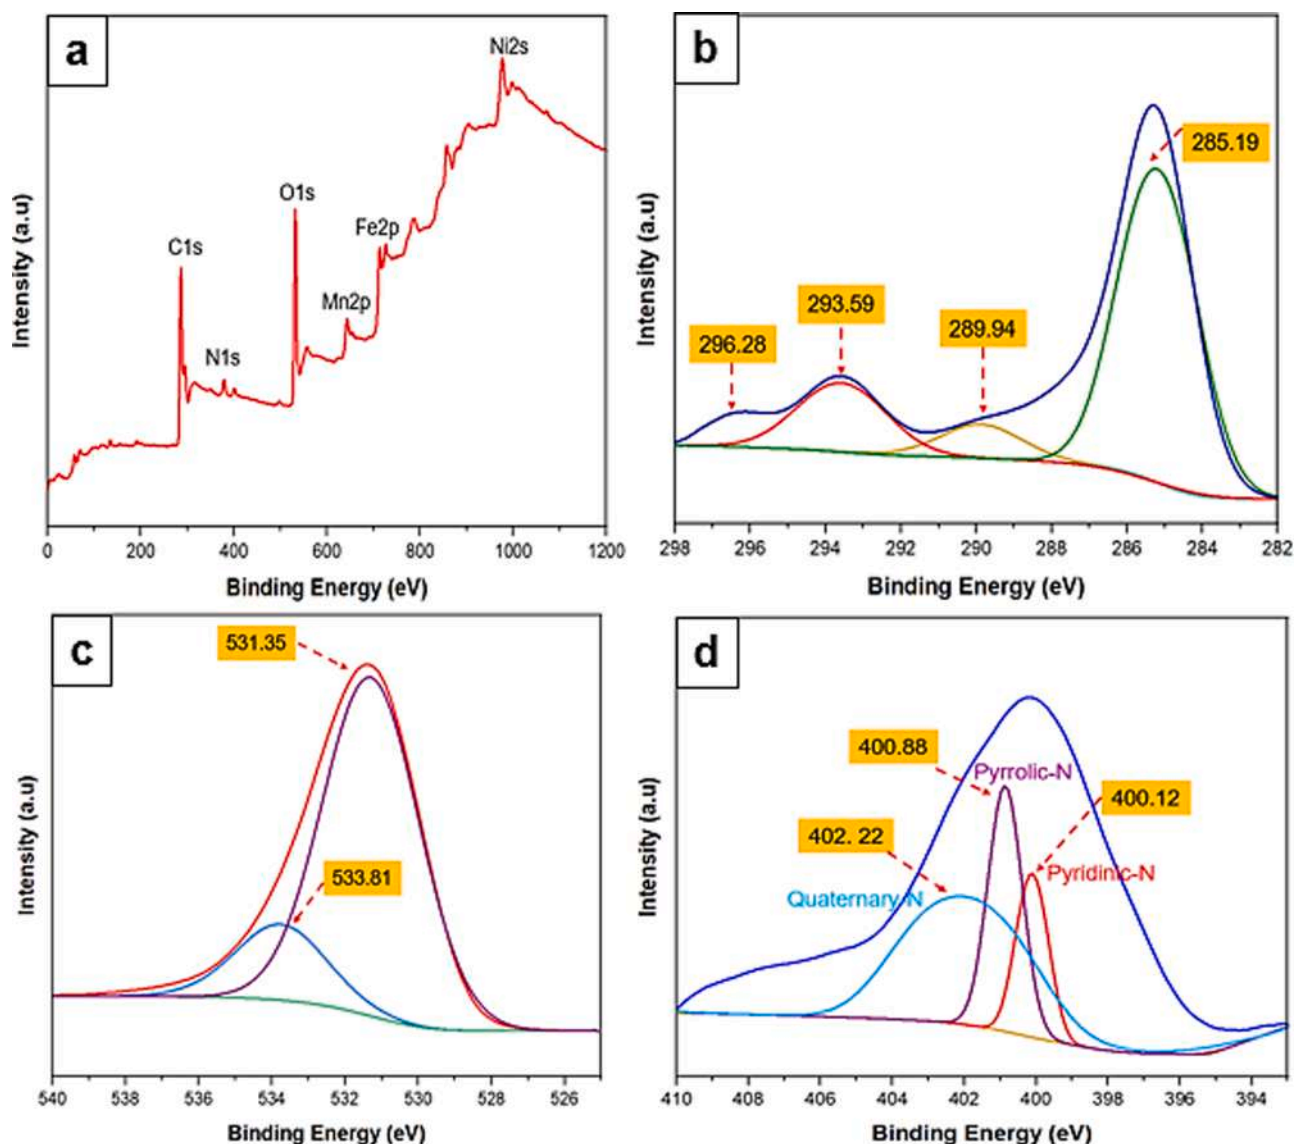 a
Ni2s
O1s
C1s
Fe2p
Mn2p
N1s
Intensity (a.u)
0 200 400 600 800 1000 1200
Binding Energy (eV)
b
285.19
293.59
289.94
296.28
Intensity (a.u)
298 296 294 292 290 288 286 284 282
Binding Energy (eV)
c
531.35
533.81
Intensity (a.u)
540 538 536 534 532 530 528 526
Binding Energy (eV)
d
400.88
Pyrrolic-N
400.12
402. 22
Pyridinic-N
Quaternary-N
Intensity (a.u)
410 408 406 404 402 400 398 396 394
Binding Energy (eV)